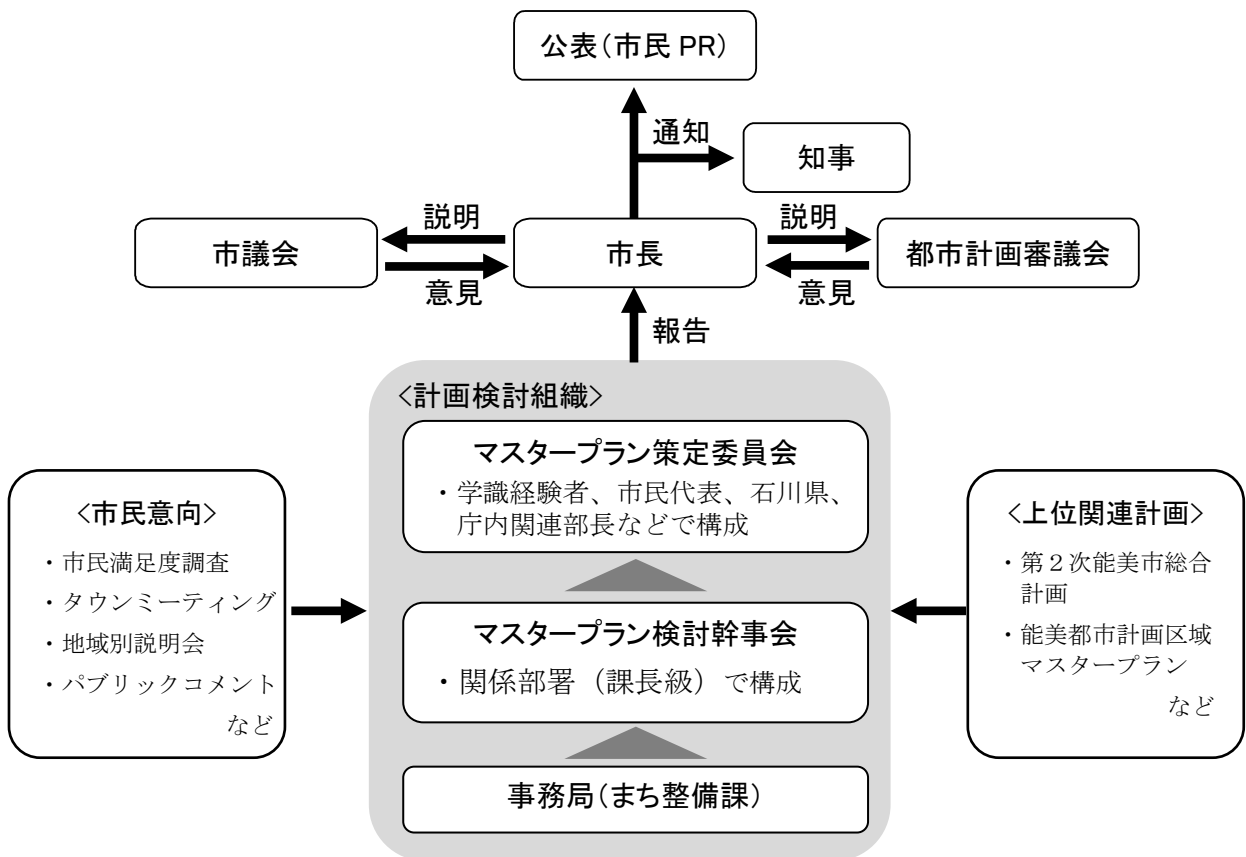 公表(市民 PR)
通知
知事
説明
説明
市議会
市長
都市計画審議会
意見
意見
報告
<計画検討組織>
マスタープラン策定委員会
・学識経験者、市民代表、石川県、
庁内関連部長などで構成
<市民意向>
・市民満足度調査
・タウンミーティング
・地域別説明会
・パブリックコメント
など
マスタープラン検討幹事会
・関係部署（課長級）で構成
事務局(まち整備課)
<上位関連計画>
・第２次能美市総合
計画
・能美都市計画区域
マスタープラン
など